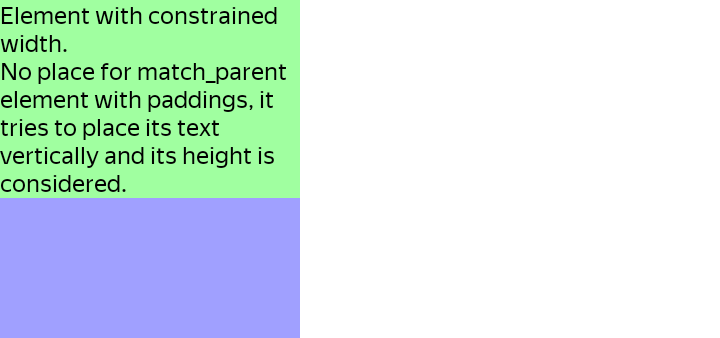 Element with constrained
width.
No place for match_parent
element with paddings, it
tries to place its text
vertically and its height is
considered.